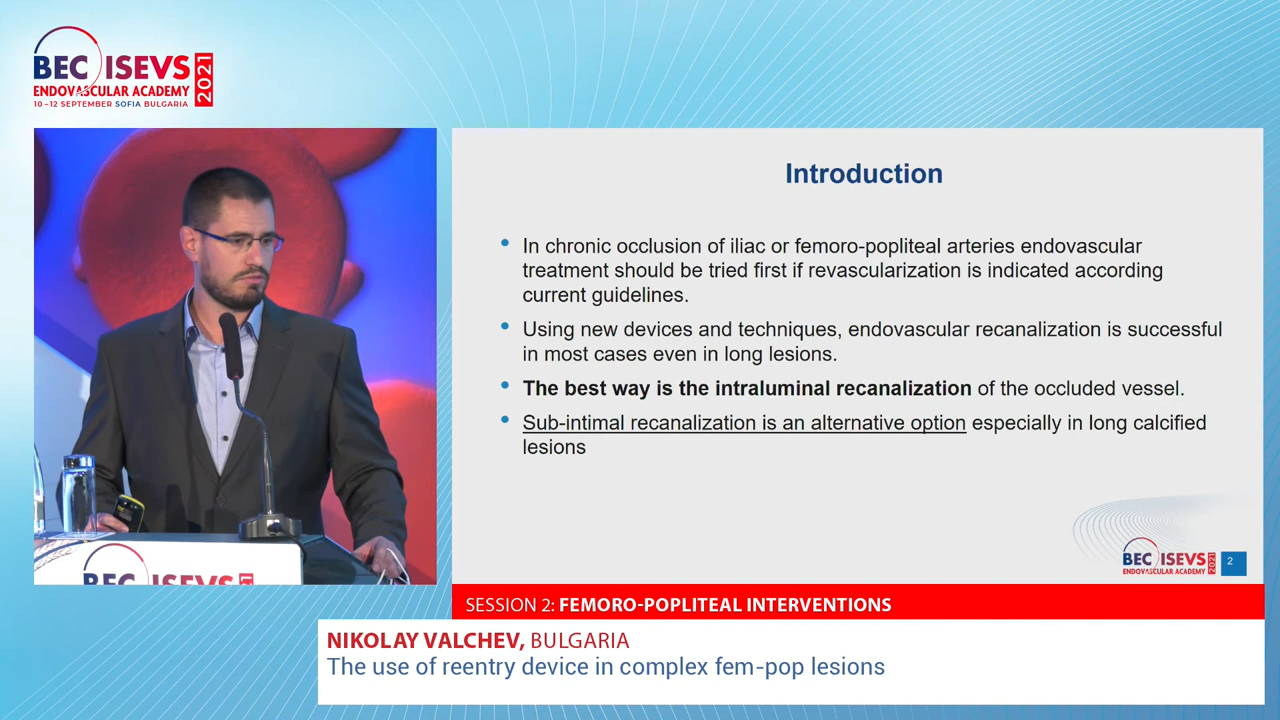 BEC ISEVS 2021
ENDOVASCULAR ACADEMY
10-12 SEPTEMBER SOFIA BULGARIA
BEC ISEVS
Introduction
In chronic occlusion of iliac or femoro-popliteal arteries endovascular
treatment should be tried first if revascularization is indicated according
current guidelines.
Using new devices and techniques, endovascular recanalization is successful
in most cases even in long lesions.
The best way is the intraluminal recanalization of the occluded vessel.
Sub-intimal recanalization is an alternative option especially in long calcified
lesions
BEC ISEVS 2021
ENDOVASCULAR ACADEMY
2
SESSION 2: FEMORO-POPLITEAL INTERVENTIONS
NIKOLAY VALCHEV, BULGARIA
The use of reentry device in complex fem-pop lesions